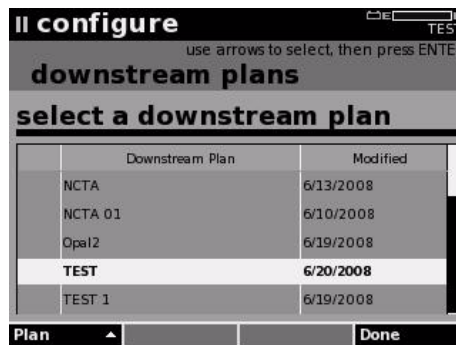 configure
TEST
use arrows to select, then press ENTE
downstream plans
select a downstream plan
Downstream Plan Modified
NCTA 6/13/2008
NCTA 01 6/10/2008
Opal2 6/19/2008
TEST 6/20/2008
TEST 1 6/19/2008
Plan Done